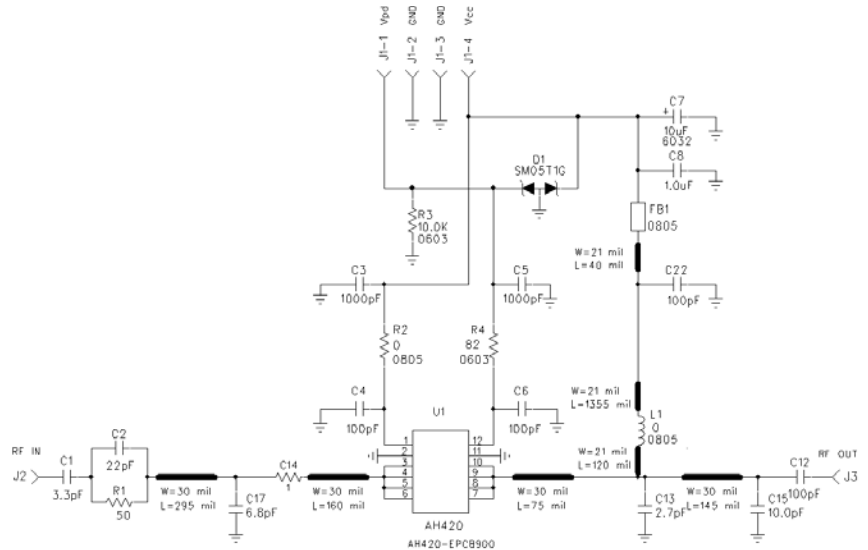 J1-1 Vpd
J1-2 GND
J1-3 GND
J1-4 Vcc
C7
+
10uF
6032
D1
SM05T1G
C8
1.0uF
R3
10.0K
0603
FB1
0805
W=21 mil
L=40 mil
C3
1000pF
C5
1000pF
C22
100pF
R2
0
0805
R4
82
0603
W=21 mil
L=1355 mil
L1
0
0805
C4
100pF
U1
C6
100pF
1
2
3
4
5
6
12
11
10
9
8
7
W=21 mil
L=120 mil
RF IN
J2
C1
3.3pF
C2
22pF
R1
50
W=30 mil
L=295 mil
C17
6.8pF
C14
1
W=30 mil
L=160 mil
AH420
AH420-EPCB900
W=30 mil
L=75 mil
C13
2.7pF
W=30 mil
L=145 mil
C15
10.0pF
C12
100pF
RF OUT
J3